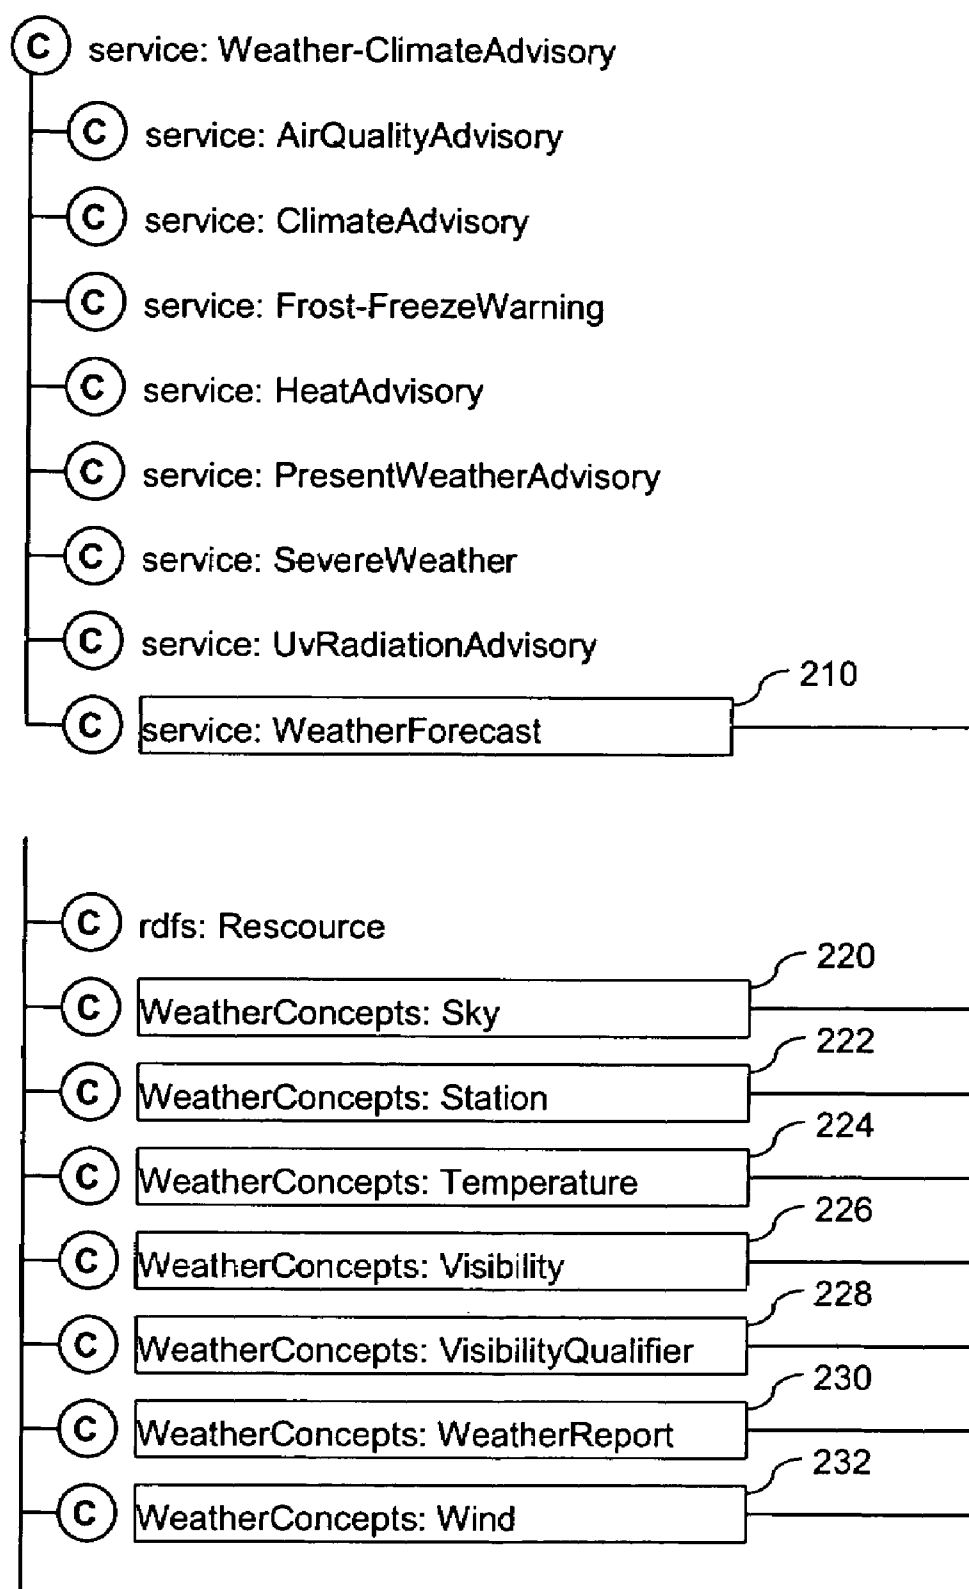 C service: Weather-ClimateAdvisory
C service: AirQualityAdvisory
C service: ClimateAdvisory
C service: Frost-FreezeWarning
C service: HeatAdvisory
C service: PresentWeatherAdvisory
C service: SevereWeather
C service: UvRadiationAdvisory
210
C service: WeatherForecast
C rdfs: Rescource
220
C WeatherConcepts: Sky
222
C WeatherConcepts: Station
224
C WeatherConcepts: Temperature
226
C WeatherConcepts: Visibility
228
C WeatherConcepts: VisibilityQualifier
230
C WeatherConcepts: WeatherReport
232
C WeatherConcepts: Wind